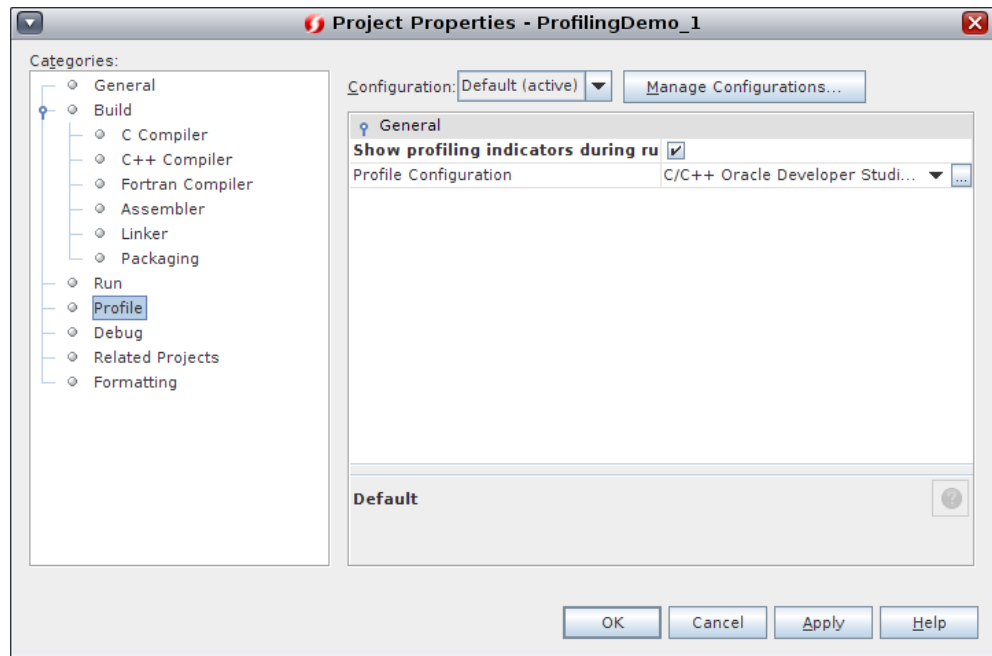 Project Properties - ProfilingDemo_1
Categories:
General
Build
C Compiler
C++ Compiler
Fortran Compiler
Assembler
Linker
Packaging
Run
Profile
Debug
Related Projects
Formatting
Configuration: Default (active) Manage Configurations...
General
Show profiling indicators during ru
Profile Configuration C/C++ Oracle Developer Studi... ...
Default
?
OK Cancel Apply Help